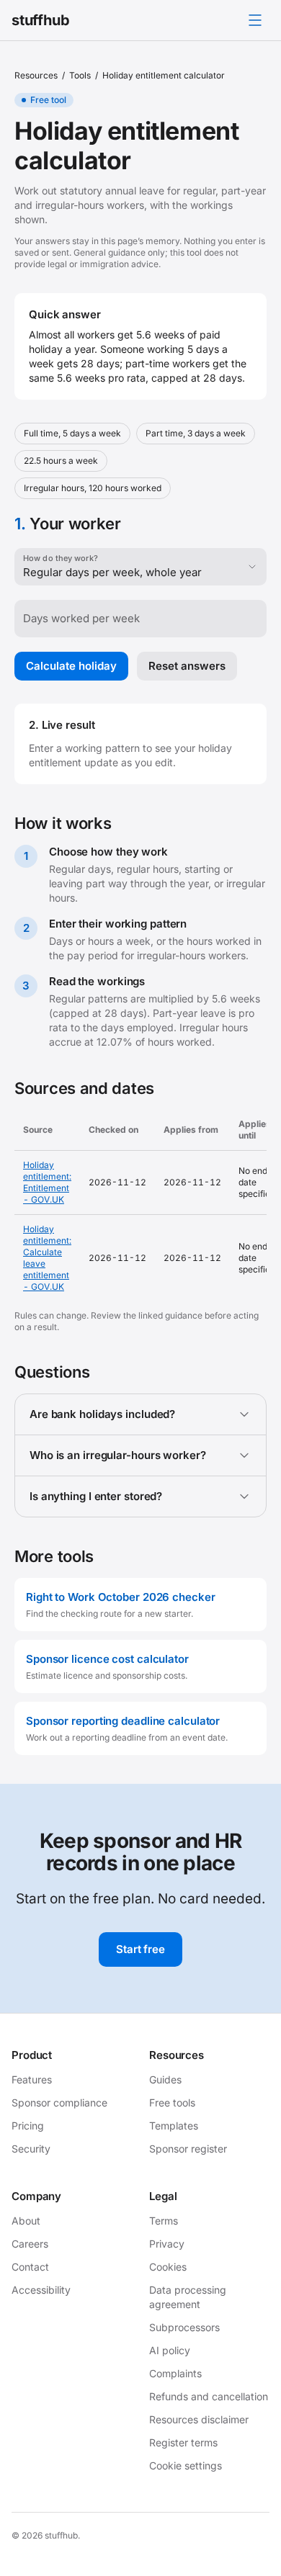 stuffhub
Resources / Tools / Holiday entitlement calculator
Free tool
Holiday entitlement
calculator
Work out statutory annual leave for regular, part-year
and irregular-hours workers, with the workings
shown.
Your answers stay in this page's memory. Nothing you enter is
saved or sent. General guidance only; this tool does not
provide legal or immigration advice.
Quick answer
Almost all workers get 5.6 weeks of paid
holiday a year. Someone working 5 days a
week gets 28 days; part-time workers get the
same 5.6 weeks pro rata, capped at 28 days.
Full time, 5 days a week
Part time, 3 days a week
22.5 hours a week
Irregular hours, 120 hours worked
1. Your worker
How do they work?
Regular days per week, whole year
Days worked per week
Calculate holiday
Reset answers
2. Live result
Enter a working pattern to see your holiday
entitlement update as you edit.
How it works
1
Choose how they work
Regular days, regular hours, starting or
leaving part way through the year, or irregular
hours.
2
Enter their working pattern
Days or hours a week, or the hours worked in
the pay period for irregular-hours workers.
3
Read the workings
Regular patterns are multiplied by 5.6 weeks
(capped at 28 days). Part-year leave is pro
rata to the days employed. Irregular hours
accrue at 12.07% of hours worked.
Sources and dates
Source
Checked on
Applies from
Applie
until
Holiday
entitlement:
Entitlement
- GOV.UK
2026-11-12
2026-11-12
No end
date
specifi
Holiday
entitlement:
Calculate
leave
entitlement
- GOV.UK
2026-11-12
2026-11-12
No end
date
specifi
Rules can change. Review the linked guidance before acting
on a result.
Questions
Are bank holidays included?
Who is an irregular-hours worker?
Is anything I enter stored?
More tools
Right to Work October 2026 checker
Find the checking route for a new starter.
Sponsor licence cost calculator
Estimate licence and sponsorship costs.
Sponsor reporting deadline calculator
Work out a reporting deadline from an event date.
Keep sponsor and HR
records in one place
Start on the free plan. No card needed.
Start free
Product
Features
Sponsor compliance
Pricing
Security
Resources
Guides
Free tools
Templates
Sponsor register
Company
About
Careers
Contact
Accessibility
Legal
Terms
Privacy
Cookies
Data processing
agreement
Subprocessors
AI policy
Complaints
Refunds and cancellation
Resources disclaimer
Register terms
Cookie settings
© 2026 stuffhub.